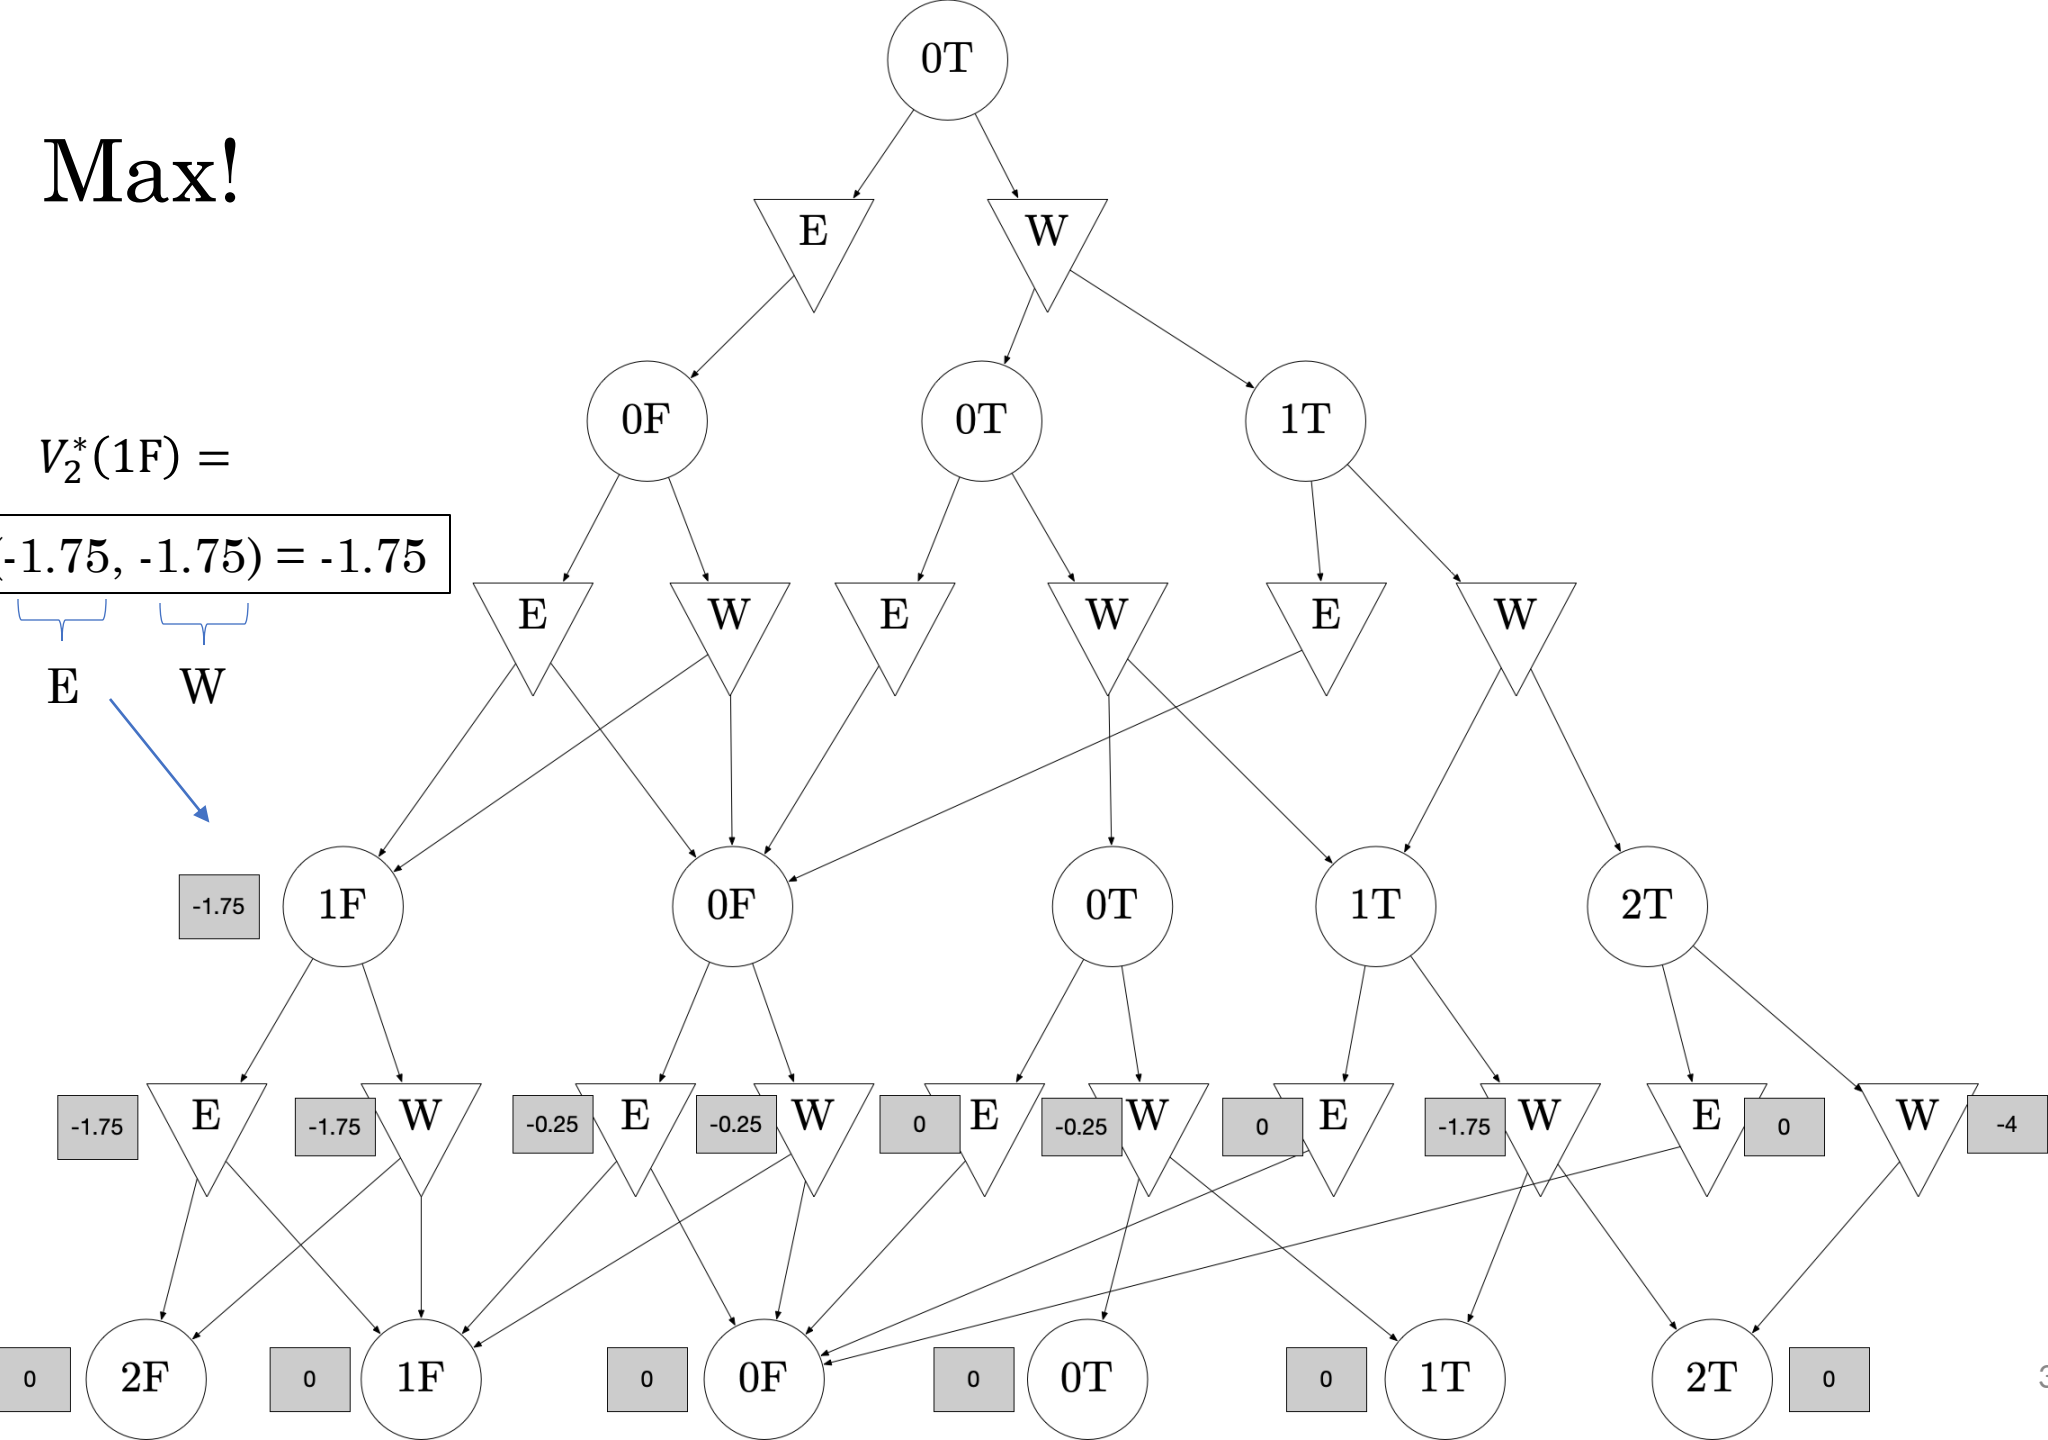 0T
Max!
E W
0F 0T 1T
V₂*(1F) =
(-1.75, -1.75) = -1.75
E W E W E W
E W
-1.75 1F 0F 0T 1T 2T
-1.75 E -1.75 W -0.25 E -0.25 W 0 E -0.25 W 0 E -1.75 W E 0 W -4
0 2F 0 1F 0 0F 0 0T 0 1T 2T 0